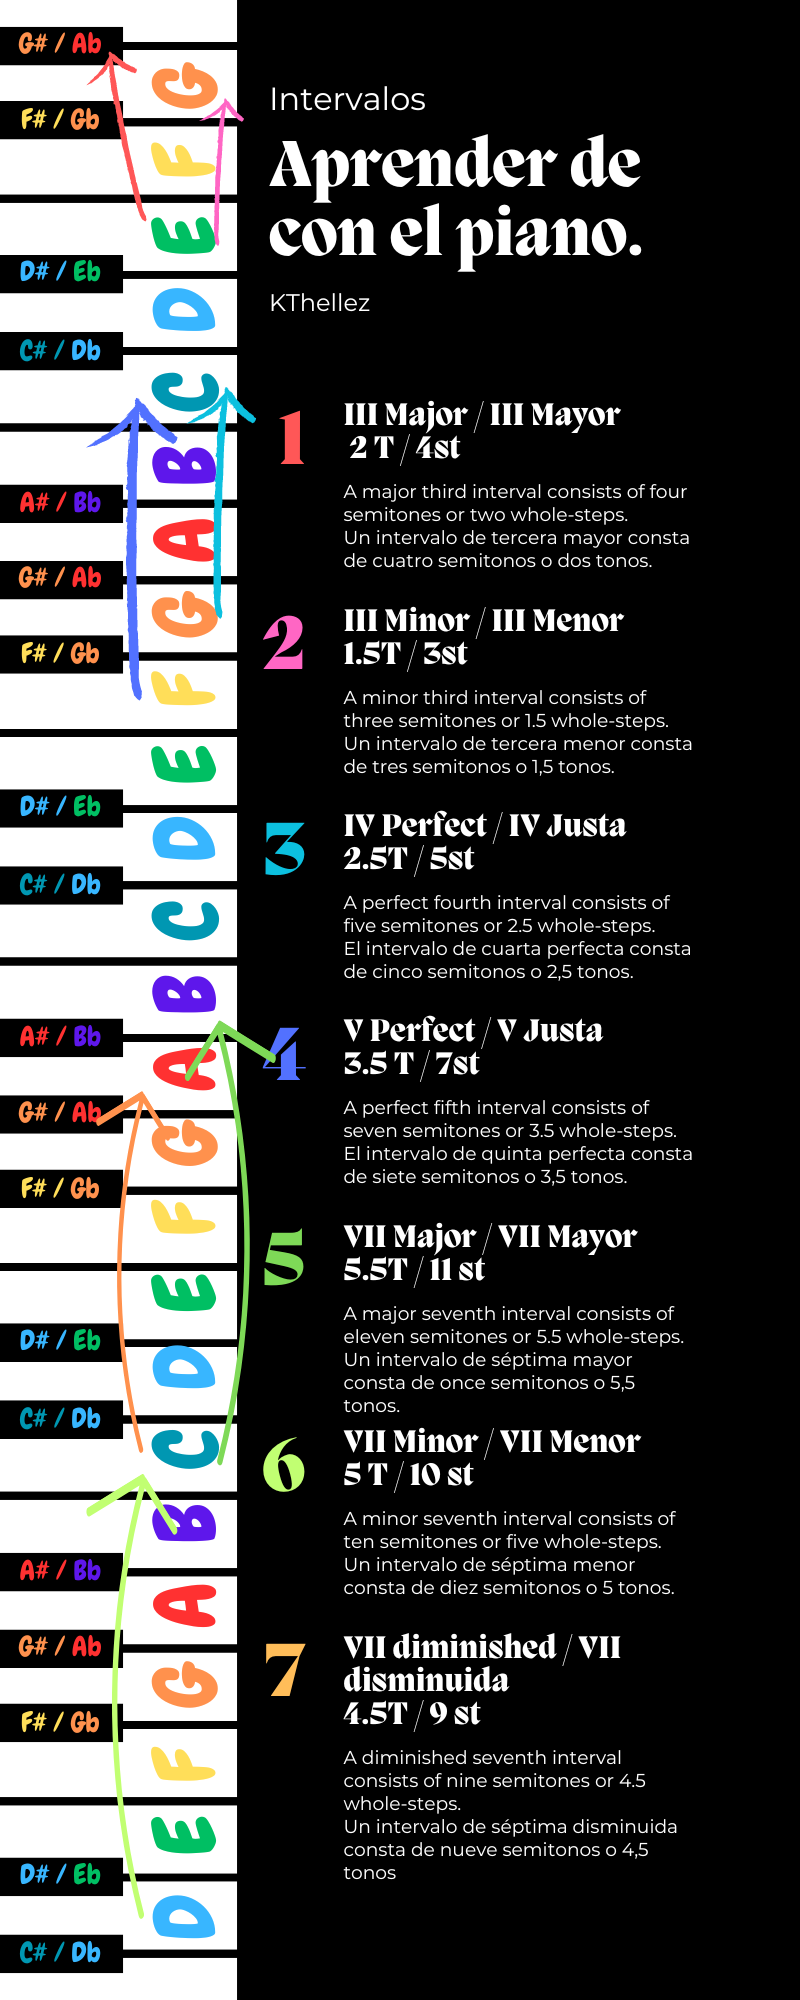 G# / Ab
G
F# / Gb
F
E
D# / Eb
D
C# / Db
C
B
A# / Bb
A
G# / Ab
G
F# / Gb
F
E
D# / Eb
D
C# / Db
C
B
A# / Bb
A
G# / Ab
G
F# / Gb
F
E
D# / Eb
D
C# / Db
C
B
A# / Bb
A
G# / Ab
G
F# / Gb
F
E
D# / Eb
D
C# / Db
Intervalos
Aprender de
con el piano.
KThellez
1
III Major / III Mayor
2 T / 4st
A major third interval consists of four
semitones or two whole-steps.
Un intervalo de tercera mayor consta
de cuatro semitonos o dos tonos.
2
III Minor / III Menor
1.5T / 3st
A minor third interval consists of
three semitones or 1.5 whole-steps.
Un intervalo de tercera menor consta
de tres semitonos o 1,5 tonos.
3
IV Perfect / IV Justa
2.5T / 5st
A perfect fourth interval consists of
five semitones or 2.5 whole-steps.
El intervalo de cuarta perfecta consta
de cinco semitonos o 2,5 tonos.
4
V Perfect / V Justa
3.5 T / 7st
A perfect fifth interval consists of
seven semitones or 3.5 whole-steps.
El intervalo de quinta perfecta consta
de siete semitonos o 3,5 tonos.
5
VII Major / VII Mayor
5.5T / 11 st
A major seventh interval consists of
eleven semitones or 5.5 whole-steps.
Un intervalo de séptima mayor
consta de once semitonos o 5,5
tonos.
6
VII Minor / VII Menor
5 T / 10 st
A minor seventh interval consists of
ten semitones or five whole-steps.
Un intervalo de séptima menor
consta de diez semitonos o 5 tonos.
7
VII diminished / VII
disminuida
4.5T / 9 st
A diminished seventh interval
consists of nine semitones or 4.5
whole-steps.
Un intervalo de séptima disminuida
consta de nueve semitonos o 4,5
tonos